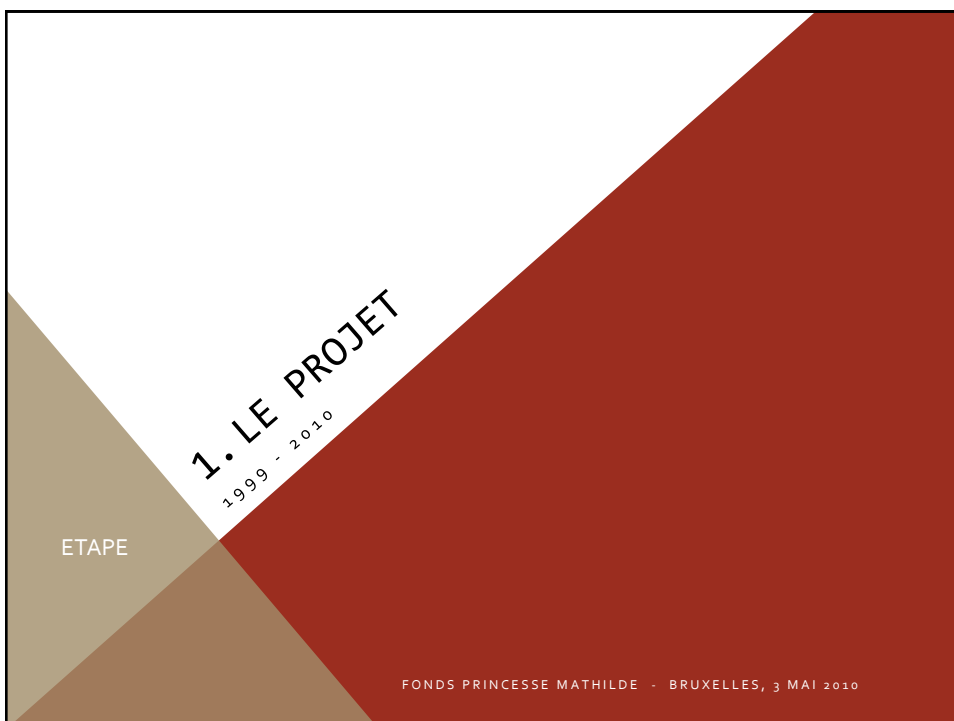 1. LE PROJET
1999 - 2010
ETAPE
FONDS PRINCESSE MATHILDE - BRUXELLES, 3 MAI 2010